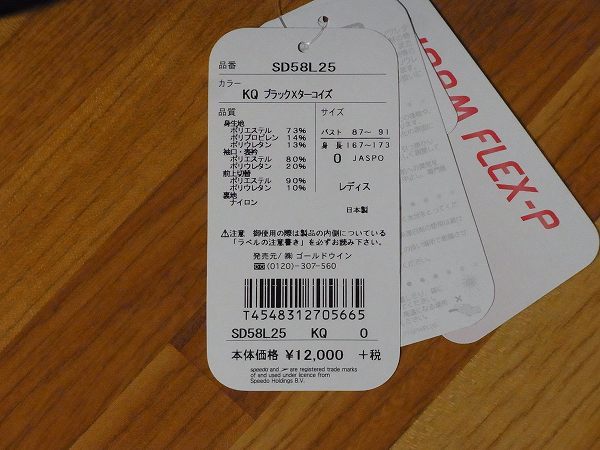 品番 SD58L25
カラー
KQ ブラックXターコイズ
品質
身生地
ポリエステル 73%
ポリプロピレン 14%
ポリウレタン 13%
袖口・表衿
ポリエステル 80%
ポリウレタン 20%
前上切替
ポリエステル 90%
ポリウレタン 10%
裏地
ナイロン
サイズ
バスト 87～ 91
身 長 167～173
O JASPO
レディス
日本製
⚠注意 御使用の際は製品の内側についている
「ラベルの注意書き」を必ずお読み下さい。
発売元/㈱ゴールドウイン
(0120)-307-560
T4548312705665
SD58L25 KQ O
本体価格 ¥12,000 +税
speedo and are registered trade marks
of and used under licence from
Speedo Holdings B.V.
FLEX-P